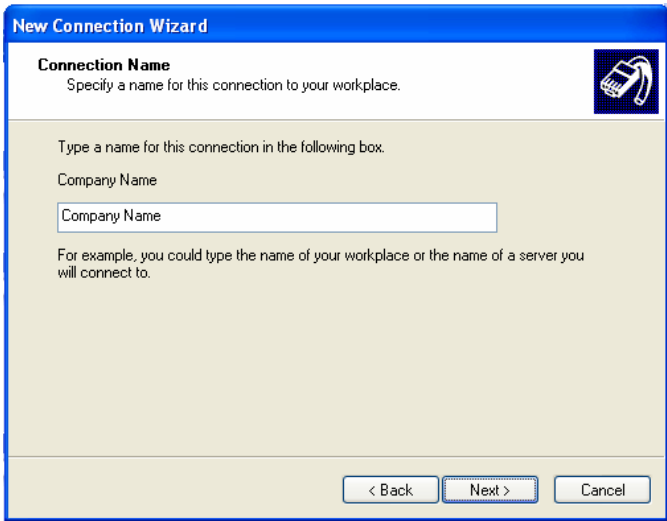 New Connection Wizard
Connection Name
Specify a name for this connection to your workplace.
Type a name for this connection in the following box.
Company Name
Company Name
For example, you could type the name of your workplace or the name of a server you
will connect to.
< Back
Next >
Cancel